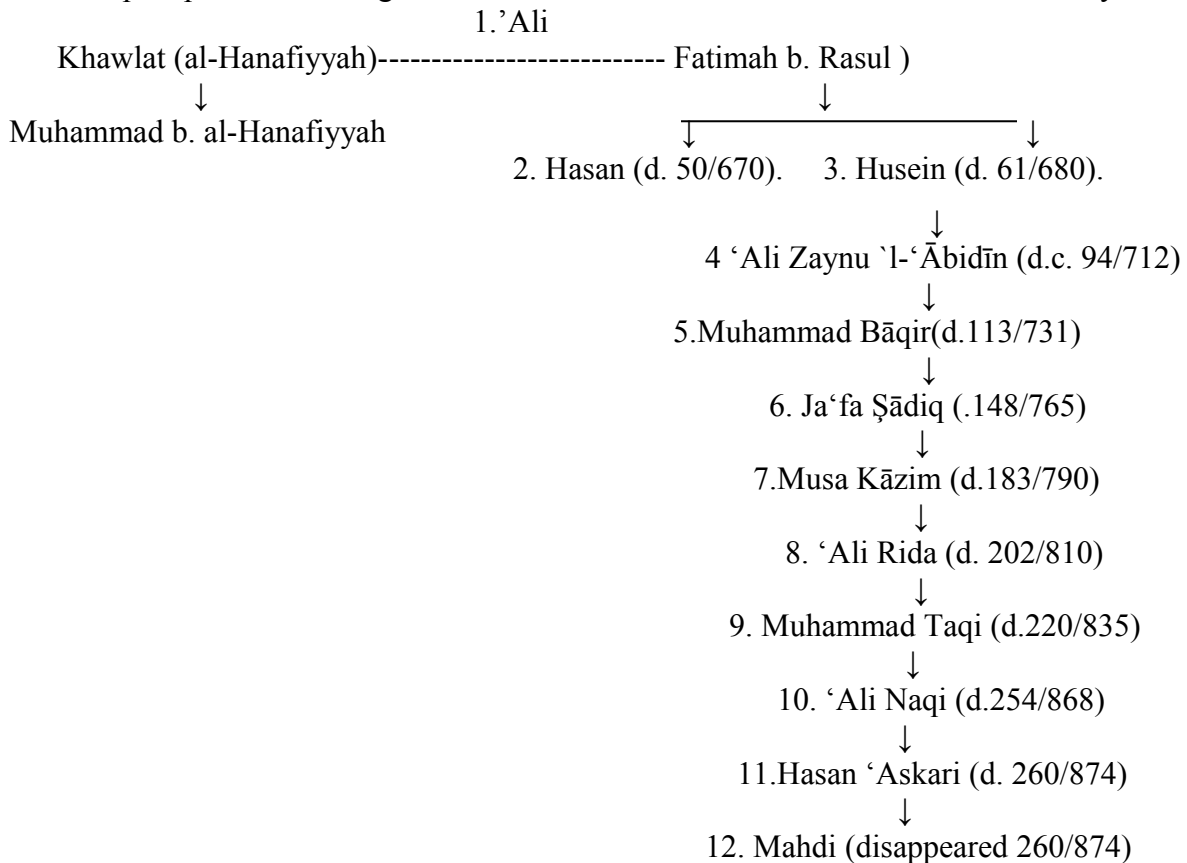 1.’Ali
Khawlat (al-Hanafiyyah)--------------------------- Fatimah b. Rasul )
↓ ↓
Muhammad b. al-Hanafiyyah ↓ ↓
2. Hasan (d. 50/670). 3. Husein (d. 61/680).
↓
4 ‘Ali Zaynu `l-‘Ābidīn (d.c. 94/712)
↓
5.Muhammad Bāqir(d.113/731)
↓
6. Ja‘fa Şādiq (.148/765)
↓
7.Musa Kāzim (d.183/790)
↓
8. ‘Ali Rida (d. 202/810)
↓
9. Muhammad Taqi (d.220/835)
↓
10. ‘Ali Naqi (d.254/868)
↓
11.Hasan ‘Askari (d. 260/874)
↓
12. Mahdi (disappeared 260/874)